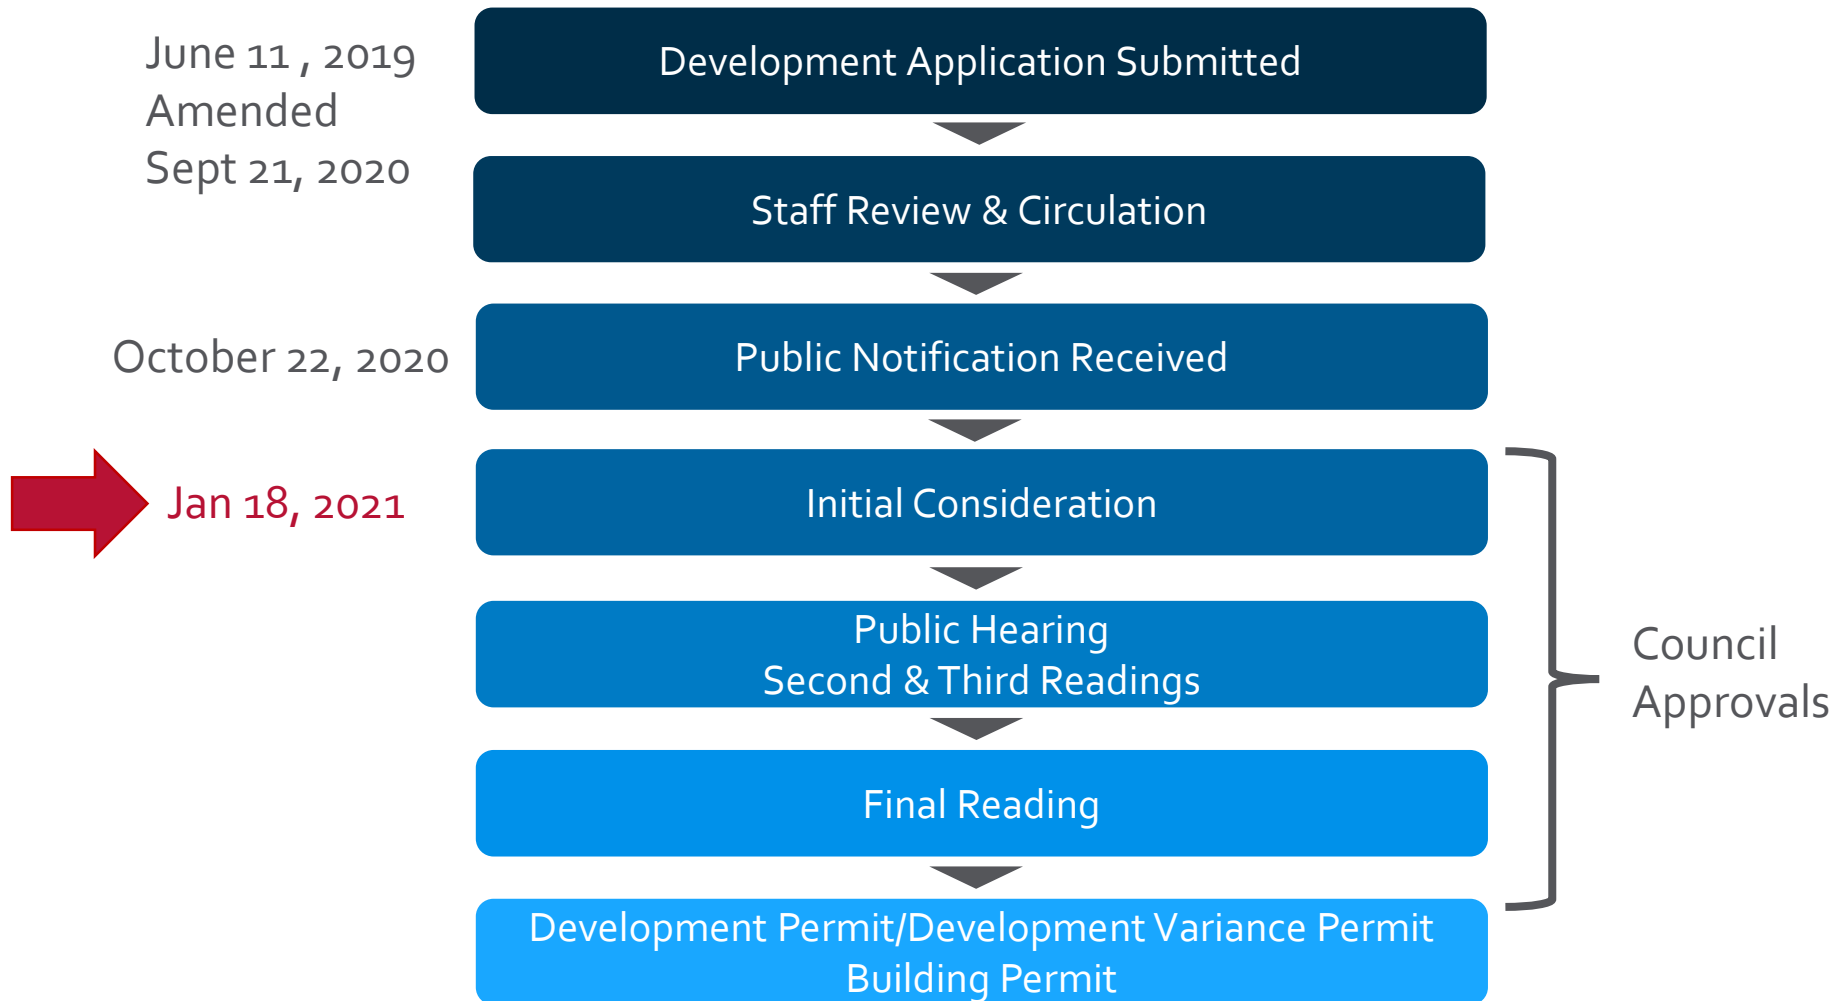 June 11 , 2019
Amended
Sept 21, 2020
Development Application Submitted
Staff Review & Circulation
October 22, 2020
Public Notification Received
Jan 18, 2021
Initial Consideration
Public Hearing
Second & Third Readings
Council
Approvals
Final Reading
Development Permit/Development Variance Permit
Building Permit